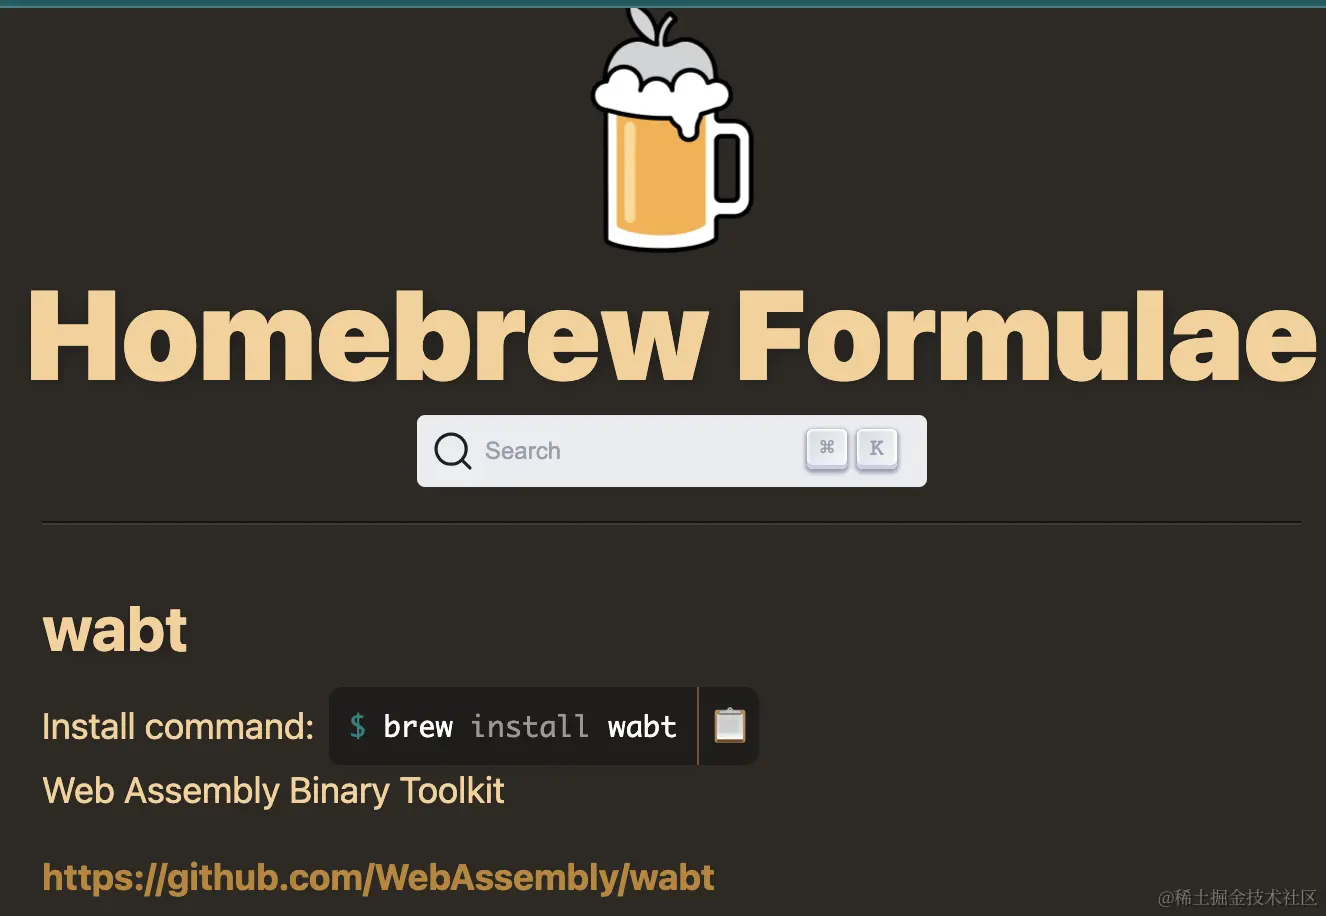 Homebrew Formulae
Search ⌘ K
wabt
Install command: $ brew install wabt
Web Assembly Binary Toolkit
https://github.com/WebAssembly/wabt
@稀土掘金技术社区